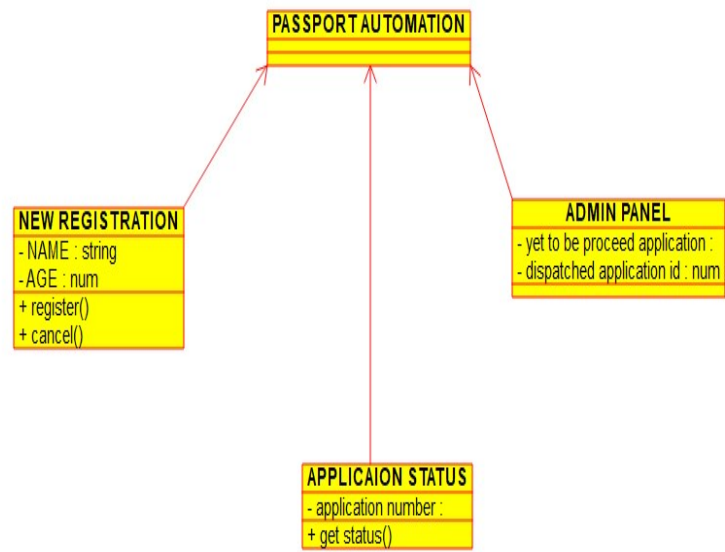 PASSPORT AUTOMATION
NEW REGISTRATION
- NAME : string
- AGE : num
+ register()
+ cancel()
ADMIN PANEL
- yet to be proceed application :
- dispatched application id : num
APPLICAION STATUS
- application number :
+ get status()